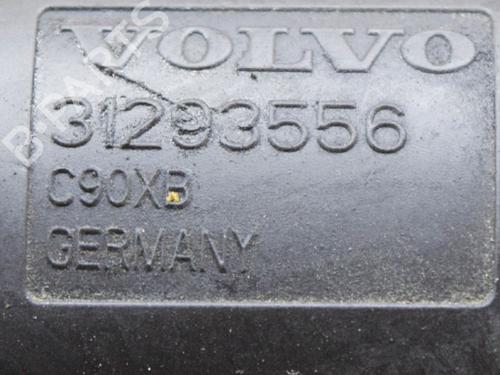 VOLVO
31293556
C90XB
GERMANY
B-PARTS